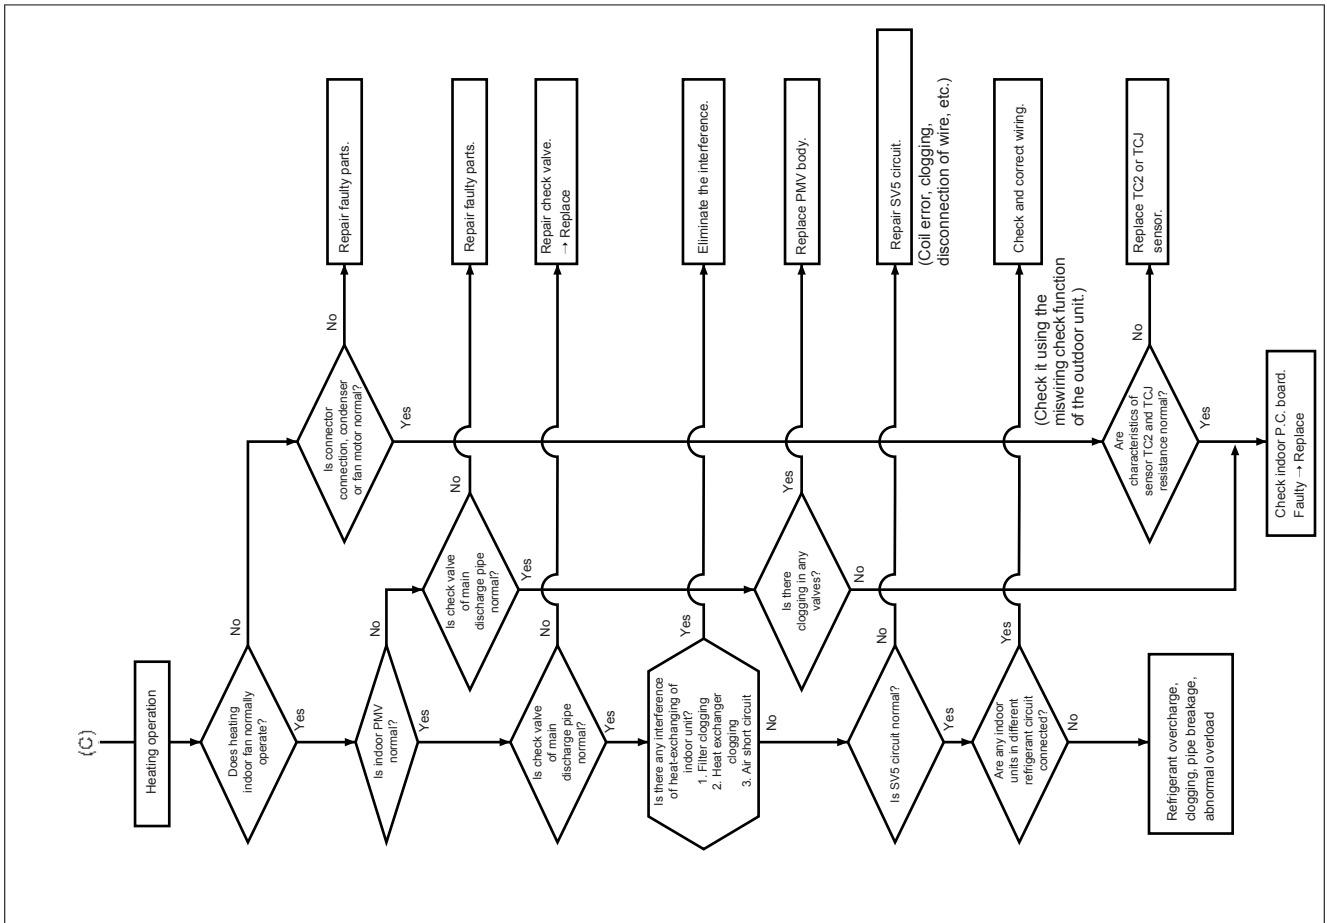 (C)
Heating operation
Does heating
indoor fan normally
operate?
No
Yes
Is connector
connection, condenser
or fan motor normal?
No
Yes
Repair faulty parts.
Is indoor PMV
normal?
No
Yes
Is check valve
of main
discharge pipe
normal?
No
Yes
Repair faulty parts.
Is check valve
of main
discharge pipe
normal?
No
Yes
Repair check valve.
→ Replace
Is there any interference
of heat-exchanging of
indoor unit?
1. Filter clogging
2. Heat exchanger
clogging
3. Air short circuit
Yes
No
Eliminate the interference.
Is there
clogging in any
valves?
Yes
No
Replace PMV body.
Is SV5 circuit normal?
No
Yes
Repair SV5 circuit.
(Coil error, clogging,
disconnection of wire, etc.)
Are any indoor
units in different
refrigerant circuit
connected?
Yes
No
Check and correct wiring.
(Check it using the
miswiring check function
of the outdoor unit.)
Are
characteristics of
sensor TC2 and TCJ
resistance normal?
No
Yes
Replace TC2 or TCJ
sensor.
Refrigerant overcharge,
clogging, pipe breakage,
abnormal overload
Check indoor P.C. board.
Faulty → Replace